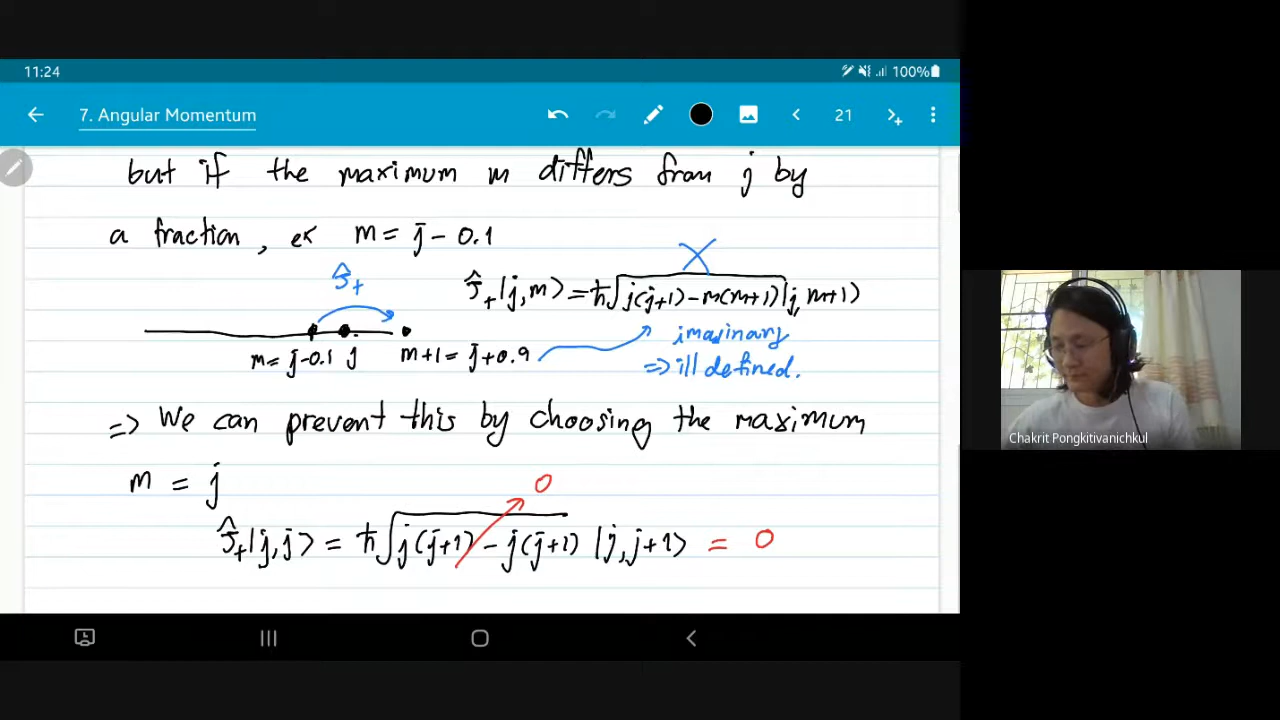 11:24
100%
7. Angular Momentum
21
but if the maximum m differs from j by
a fraction, ex m = j - 0.1
Ĵ₊
Ĵ₊|j,m> = ħ√(j(j+1) - m(m+1)) |j, m+1>
X
imaginary
=> ill defined.
m = j-0.1
j
m+1 = j+0.9
=> We can prevent this by choosing the maximum
m = j
Ĵ₊|j,j> = ħ√(j(j+1) - j(j+1)) |j, j+1> = 0
0
Chakrit Pongkitivanichkul